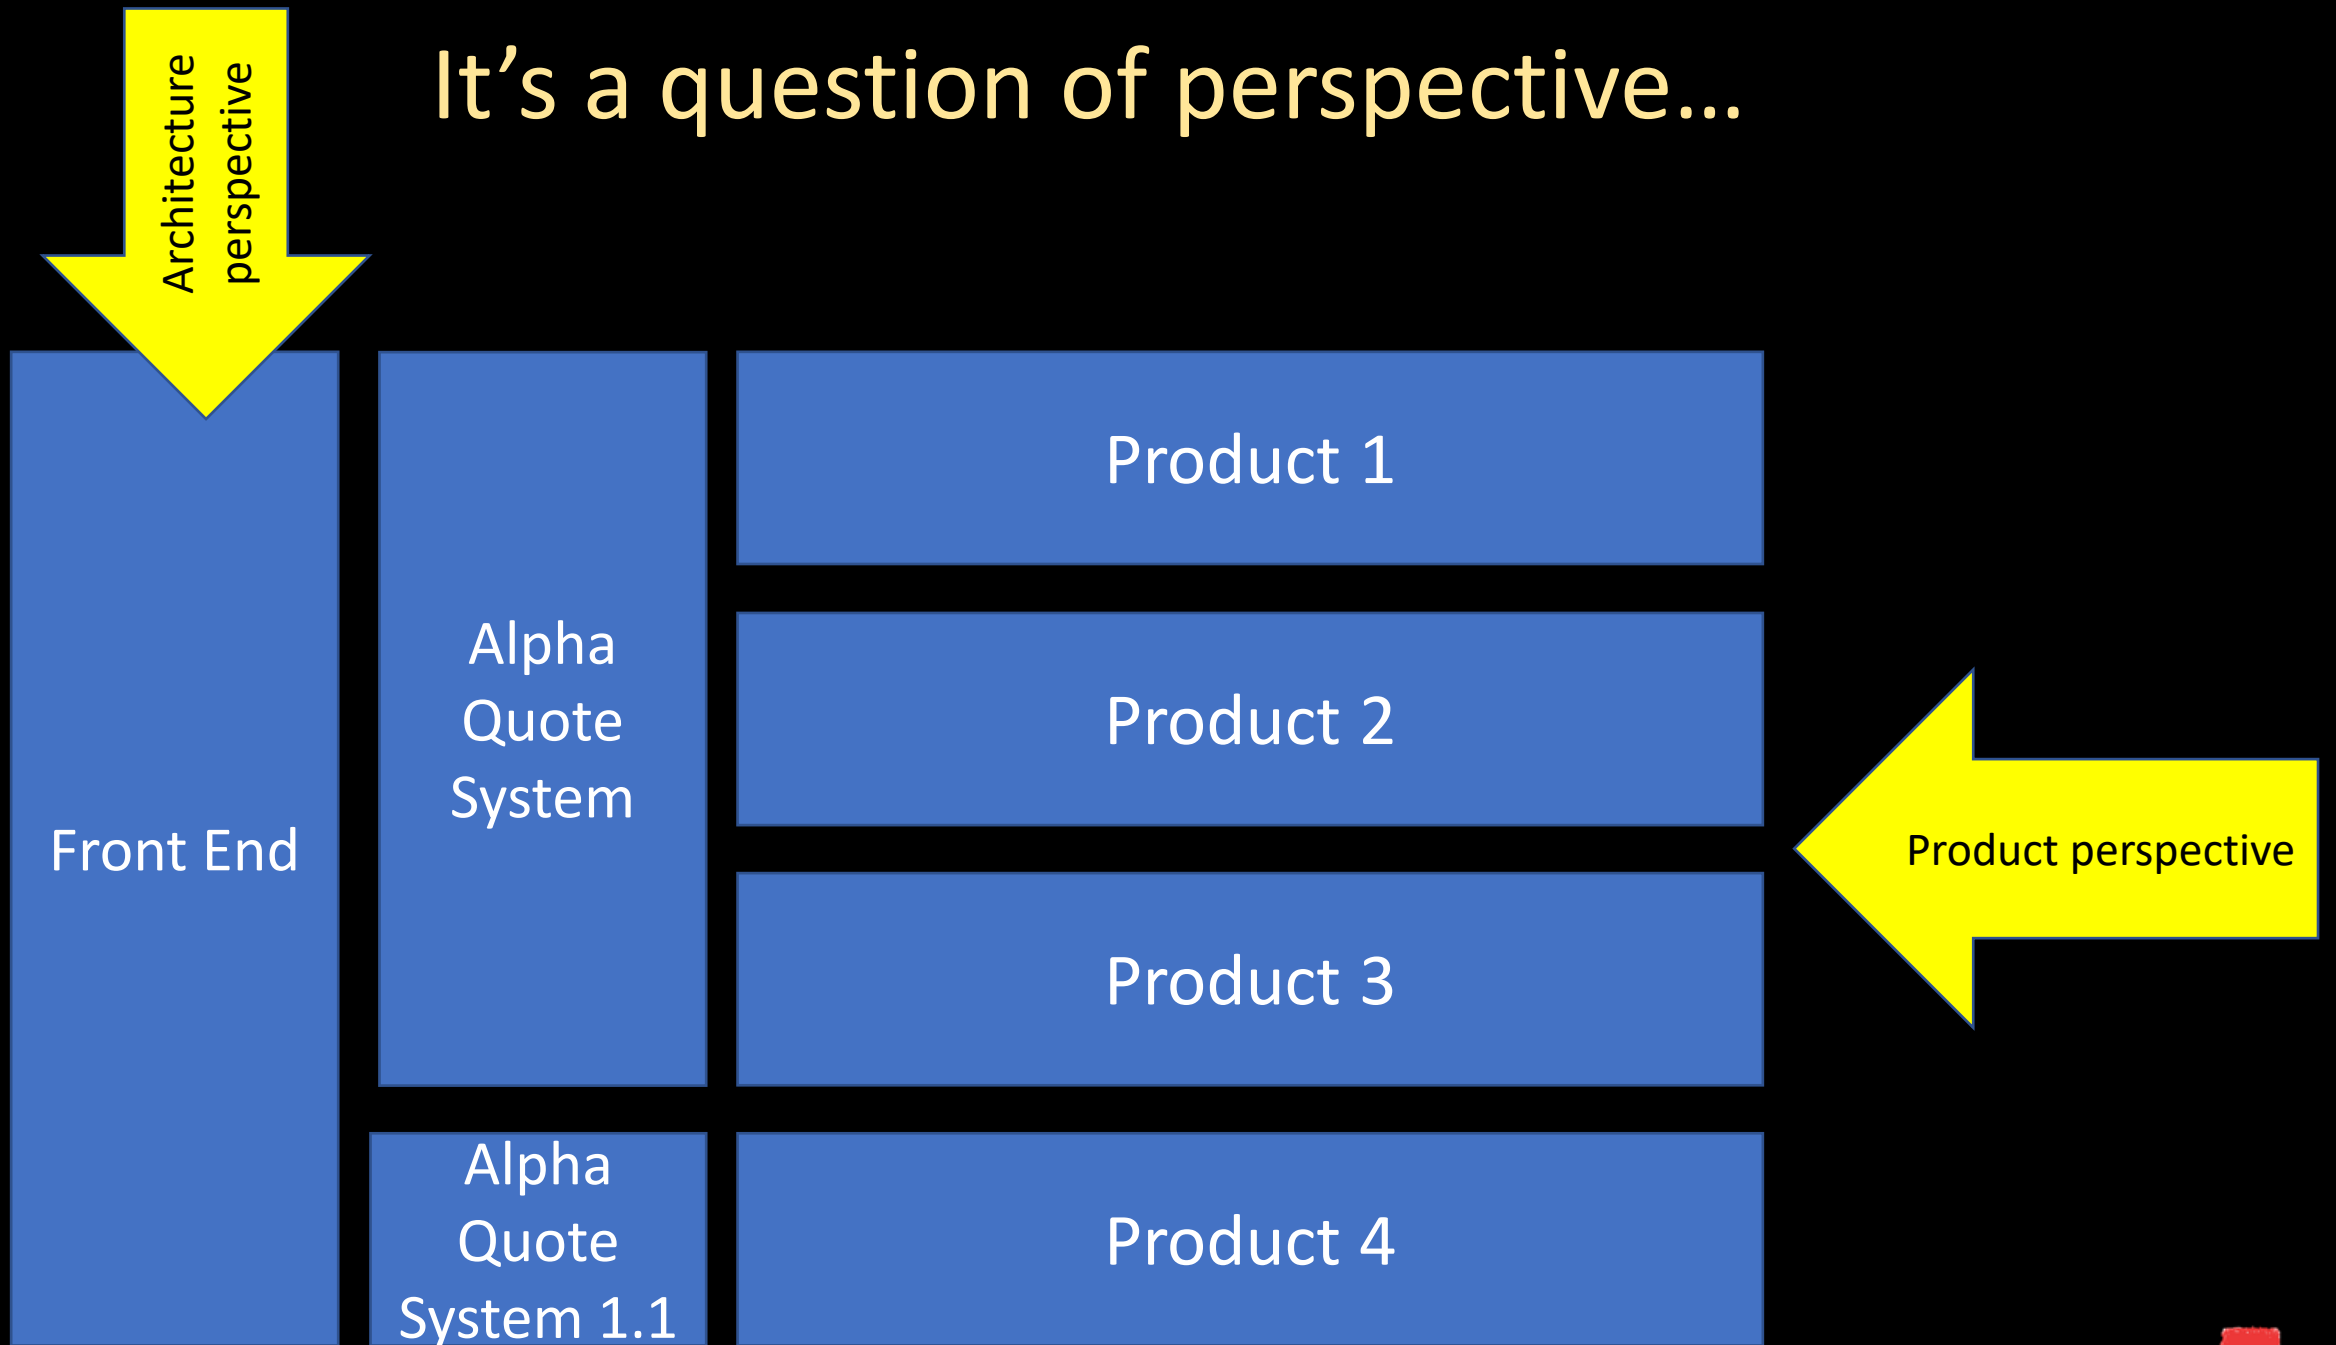 It’s a question of perspective…
Architecture
perspective
Front End
Alpha
Quote
System
Product 1
Product 2
Product 3
Product perspective
Alpha
Quote
System 1.1
Product 4